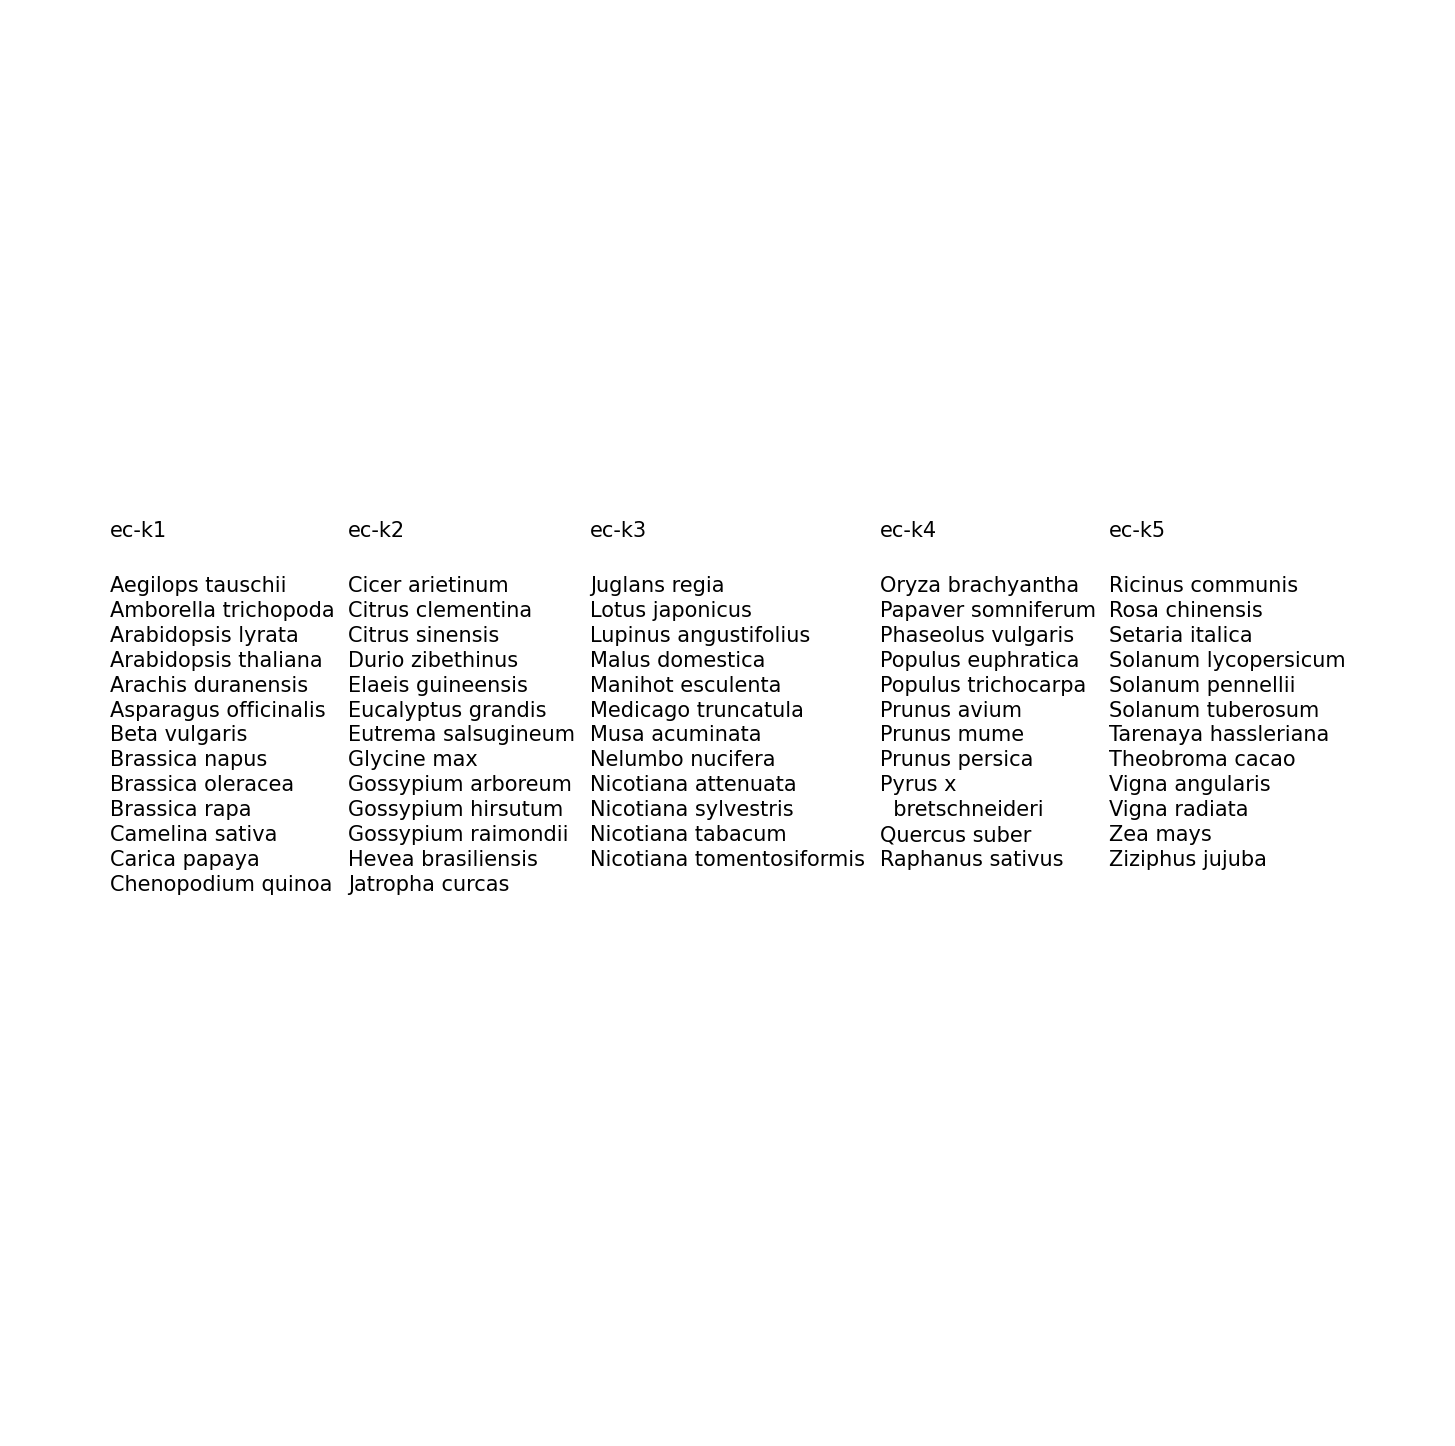 ec-k1
Aegilops tauschii
Amborella trichopoda
Arabidopsis lyrata
Arabidopsis thaliana
Arachis duranensis
Asparagus officinalis
Beta vulgaris
Brassica napus
Brassica oleracea
Brassica rapa
Camelina sativa
Carica papaya
Chenopodium quinoa
ec-k2
Cicer arietinum
Citrus clementina
Citrus sinensis
Durio zibethinus
Elaeis guineensis
Eucalyptus grandis
Eutrema salsugineum
Glycine max
Gossypium arboreum
Gossypium hirsutum
Gossypium raimondii
Hevea brasiliensis
Jatropha curcas
ec-k3
Juglans regia
Lotus japonicus
Lupinus angustifolius
Malus domestica
Manihot esculenta
Medicago truncatula
Musa acuminata
Nelumbo nucifera
Nicotiana attenuata
Nicotiana sylvestris
Nicotiana tabacum
Nicotiana tomentosiformis
ec-k4
Oryza brachyantha
Papaver somniferum
Phaseolus vulgaris
Populus euphratica
Populus trichocarpa
Prunus avium
Prunus mume
Prunus persica
Pyrus x
bretschneideri
Quercus suber
Raphanus sativus
ec-k5
Ricinus communis
Rosa chinensis
Setaria italica
Solanum lycopersicum
Solanum pennellii
Solanum tuberosum
Tarenaya hassleriana
Theobroma cacao
Vigna angularis
Vigna radiata
Zea mays
Ziziphus jujuba